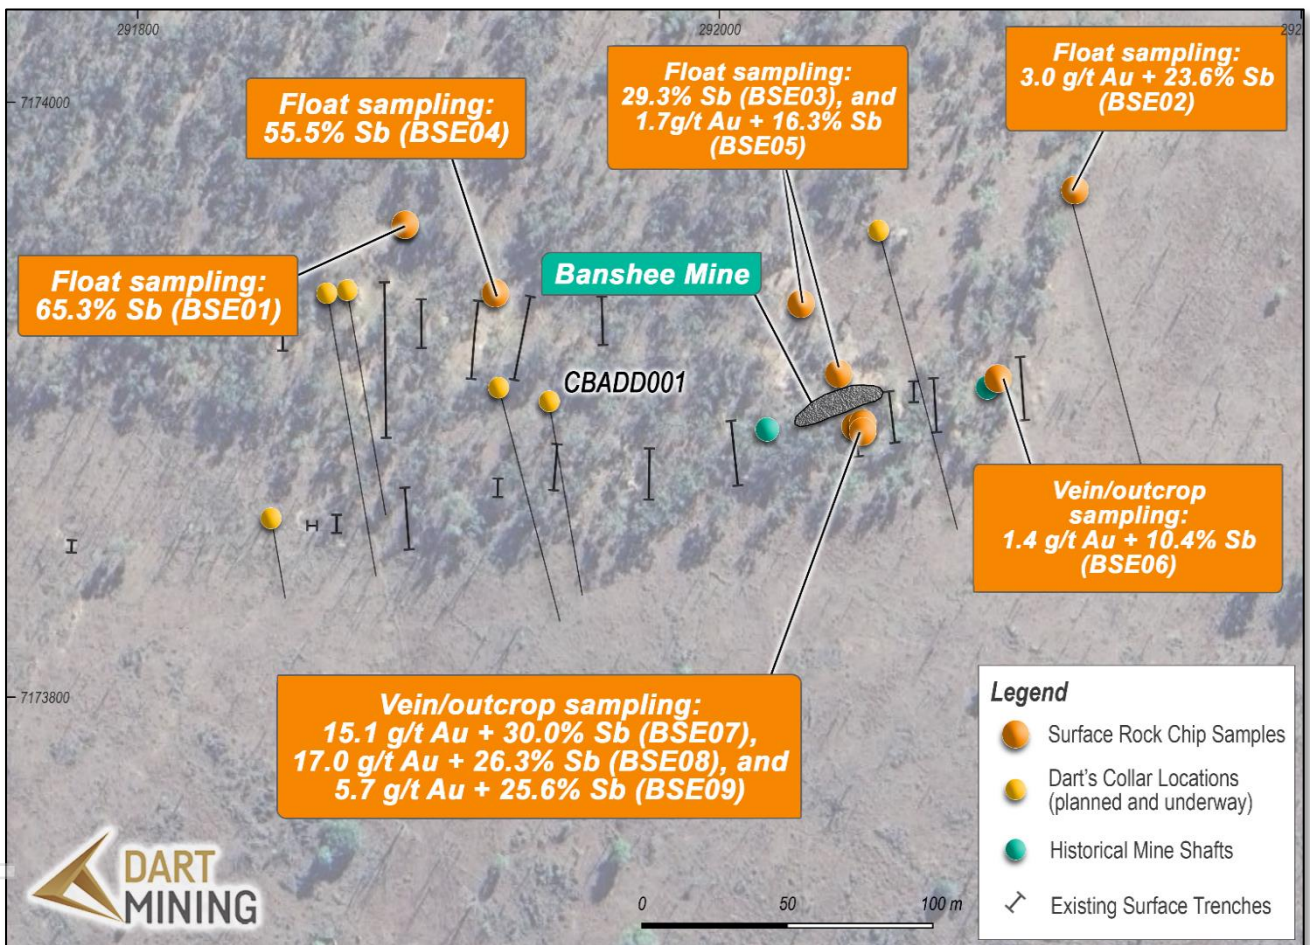 291800
292000
292
7174000
7173800
Float sampling:
55.5% Sb (BSE04)
Float sampling:
29.3% Sb (BSE03), and
1.7g/t Au + 16.3% Sb
(BSE05)
Float sampling:
3.0 g/t Au + 23.6% Sb
(BSE02)
Float sampling:
65.3% Sb (BSE01)
Banshee Mine
CBADD001
Vein/outcrop
sampling:
1.4 g/t Au + 10.4% Sb
(BSE06)
Vein/outcrop sampling:
15.1 g/t Au + 30.0% Sb (BSE07),
17.0 g/t Au + 26.3% Sb (BSE08), and
5.7 g/t Au + 25.6% Sb (BSE09)
Legend
Surface Rock Chip Samples
Dart's Collar Locations
(planned and underway)
Historical Mine Shafts
Existing Surface Trenches
DART
MINING
0 50 100 m